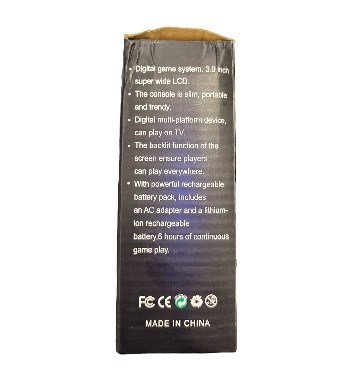 • Digital game system. 3.0 inch
super wide LCD.
• The console is slim, portable
and trendy.
• Digital multi-platform device,
can play on TV.
• The backlit function of the
screen ensure players
can play everywhere.
• With powerful rechargeable
battery pack, includes
an AC adapter and a lithium-
ion rechargeable
battery,6 hours of continuous
game play.
FC CE
MADE IN CHINA